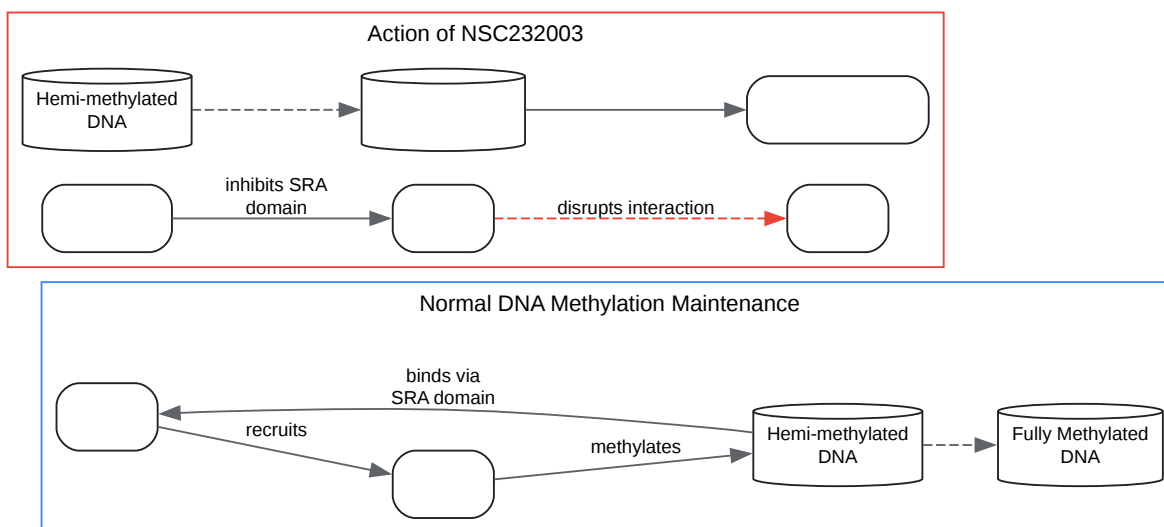 Action of NSC232003
Hemi-methylated
DNA
inhibits SRA
domain
disrupts interaction
Normal DNA Methylation Maintenance
binds via
SRA domain
recruits
methylates
Hemi-methylated
DNA
Fully Methylated
DNA